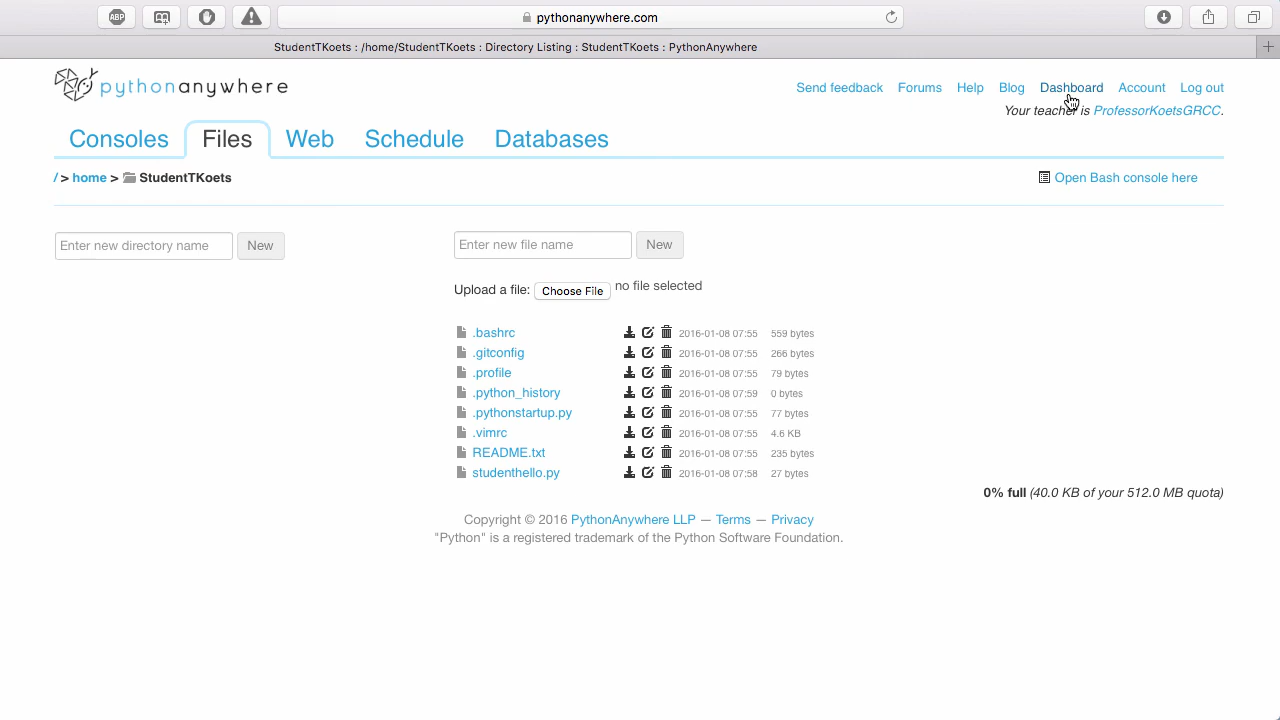 ABP
pythonanywhere.com
StudentTKoets : /home/StudentTKoets : Directory Listing : StudentTKoets : PythonAnywhere
pythonanywhere
Send feedback Forums Help Blog Dashboard Account Log out
Your teacher is ProfessorKoetsGRCC.
Consoles Files Web Schedule Databases
/ > home > StudentTKoets
Open Bash console here
Enter new directory name New
Enter new file name New
Upload a file: Choose File no file selected
.bashrc 2016-01-08 07:55 559 bytes
.gitconfig 2016-01-08 07:55 266 bytes
.profile 2016-01-08 07:55 79 bytes
.python_history 2016-01-08 07:59 0 bytes
.pythonstartup.py 2016-01-08 07:55 77 bytes
.vimrc 2016-01-08 07:55 4.6 KB
README.txt 2016-01-08 07:55 235 bytes
studenthello.py 2016-01-08 07:58 27 bytes
0% full (40.0 KB of your 512.0 MB quota)
Copyright © 2016 PythonAnywhere LLP — Terms — Privacy
"Python" is a registered trademark of the Python Software Foundation.